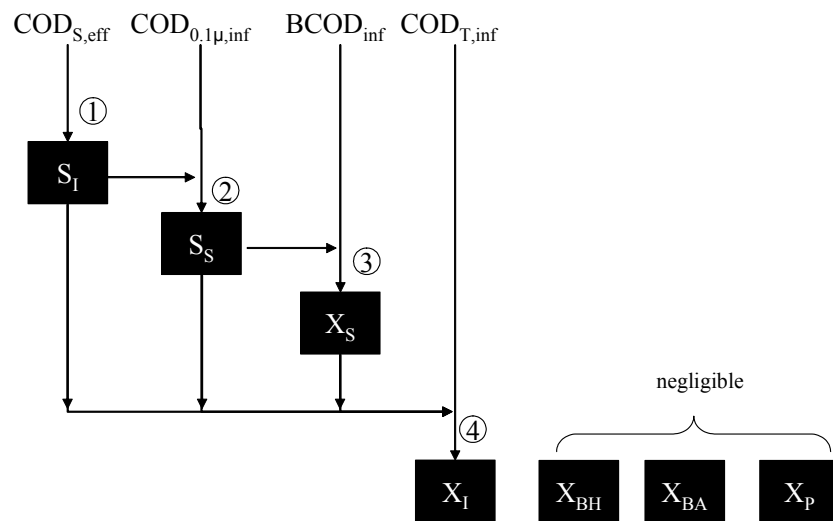 COD_S,eff COD_0.1µ,inf BCOD_inf COD_T,inf
①
S_I
②
S_S
③
X_S
negligible
④
X_I X_BH X_BA X_P